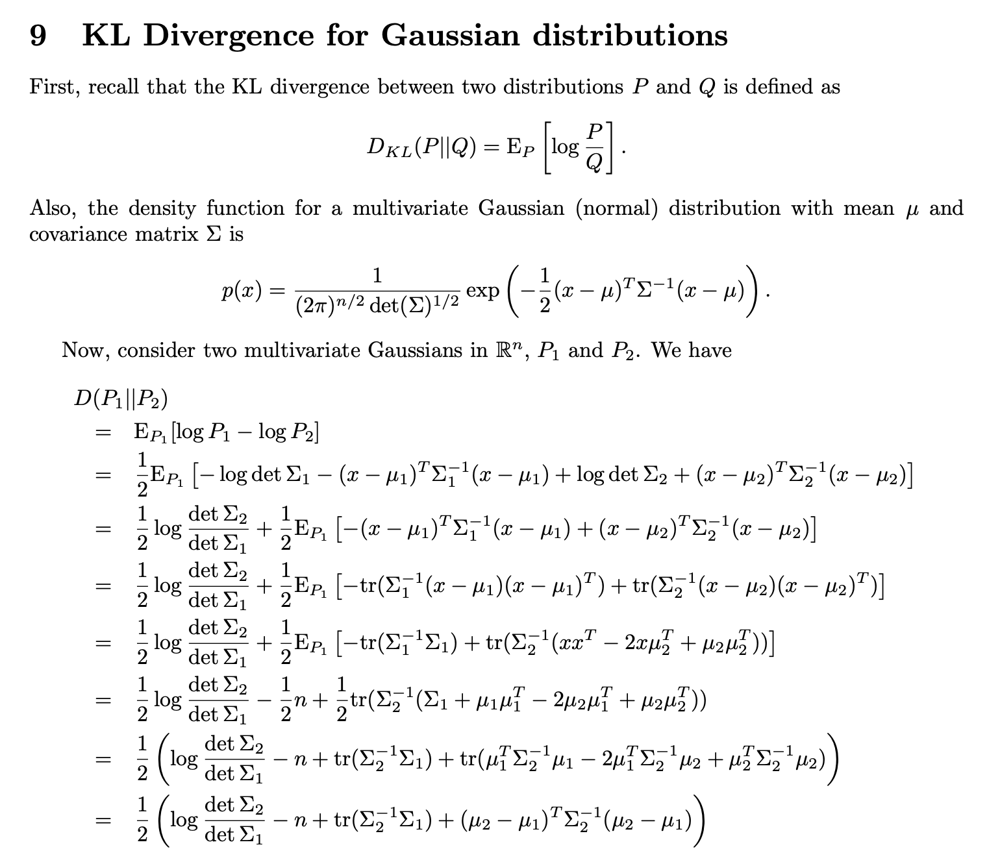 9 KL Divergence for Gaussian distributions
First, recall that the KL divergence between two distributions $P$ and $Q$ is defined as
$$D_{KL}(P||Q) = \mathrm{E}_P\left[\log \frac{P}{Q}\right].$$
Also, the density function for a multivariate Gaussian (normal) distribution with mean $\mu$ and
covariance matrix $\Sigma$ is
$$p(x) = \frac{1}{(2\pi)^{n/2}\det(\Sigma)^{1/2}} \exp\left(-\frac{1}{2}(x-\mu)^T\Sigma^{-1}(x-\mu)\right).$$
Now, consider two multivariate Gaussians in $\mathbb{R}^n$, $P_1$ and $P_2$. We have
$D(P_1||P_2)$
$= \mathrm{E}_{P_1}[\log P_1 - \log P_2]$
$= \frac{1}{2}\mathrm{E}_{P_1}\left[-\log\det\Sigma_1 - (x-\mu_1)^T\Sigma_1^{-1}(x-\mu_1) + \log\det\Sigma_2 + (x-\mu_2)^T\Sigma_2^{-1}(x-\mu_2)\right]$
$= \frac{1}{2}\log\frac{\det\Sigma_2}{\det\Sigma_1} + \frac{1}{2}\mathrm{E}_{P_1}\left[-(x-\mu_1)^T\Sigma_1^{-1}(x-\mu_1) + (x-\mu_2)^T\Sigma_2^{-1}(x-\mu_2)\right]$
$= \frac{1}{2}\log\frac{\det\Sigma_2}{\det\Sigma_1} + \frac{1}{2}\mathrm{E}_{P_1}\left[-\mathrm{tr}(\Sigma_1^{-1}(x-\mu_1)(x-\mu_1)^T) + \mathrm{tr}(\Sigma_2^{-1}(x-\mu_2)(x-\mu_2)^T)\right]$
$= \frac{1}{2}\log\frac{\det\Sigma_2}{\det\Sigma_1} + \frac{1}{2}\mathrm{E}_{P_1}\left[-\mathrm{tr}(\Sigma_1^{-1}\Sigma_1) + \mathrm{tr}(\Sigma_2^{-1}(xx^T - 2x\mu_2^T + \mu_2\mu_2^T))\right]$
$= \frac{1}{2}\log\frac{\det\Sigma_2}{\det\Sigma_1} - \frac{1}{2}n + \frac{1}{2}\mathrm{tr}(\Sigma_2^{-1}(\Sigma_1 + \mu_1\mu_1^T - 2\mu_2\mu_1^T + \mu_2\mu_2^T))$
$= \frac{1}{2}\left(\log\frac{\det\Sigma_2}{\det\Sigma_1} - n + \mathrm{tr}(\Sigma_2^{-1}\Sigma_1) + \mathrm{tr}(\mu_1^T\Sigma_2^{-1}\mu_1 - 2\mu_1^T\Sigma_2^{-1}\mu_2 + \mu_2^T\Sigma_2^{-1}\mu_2)\right)$
$= \frac{1}{2}\left(\log\frac{\det\Sigma_2}{\det\Sigma_1} - n + \mathrm{tr}(\Sigma_2^{-1}\Sigma_1) + (\mu_2-\mu_1)^T\Sigma_2^{-1}(\mu_2-\mu_1)\right)$